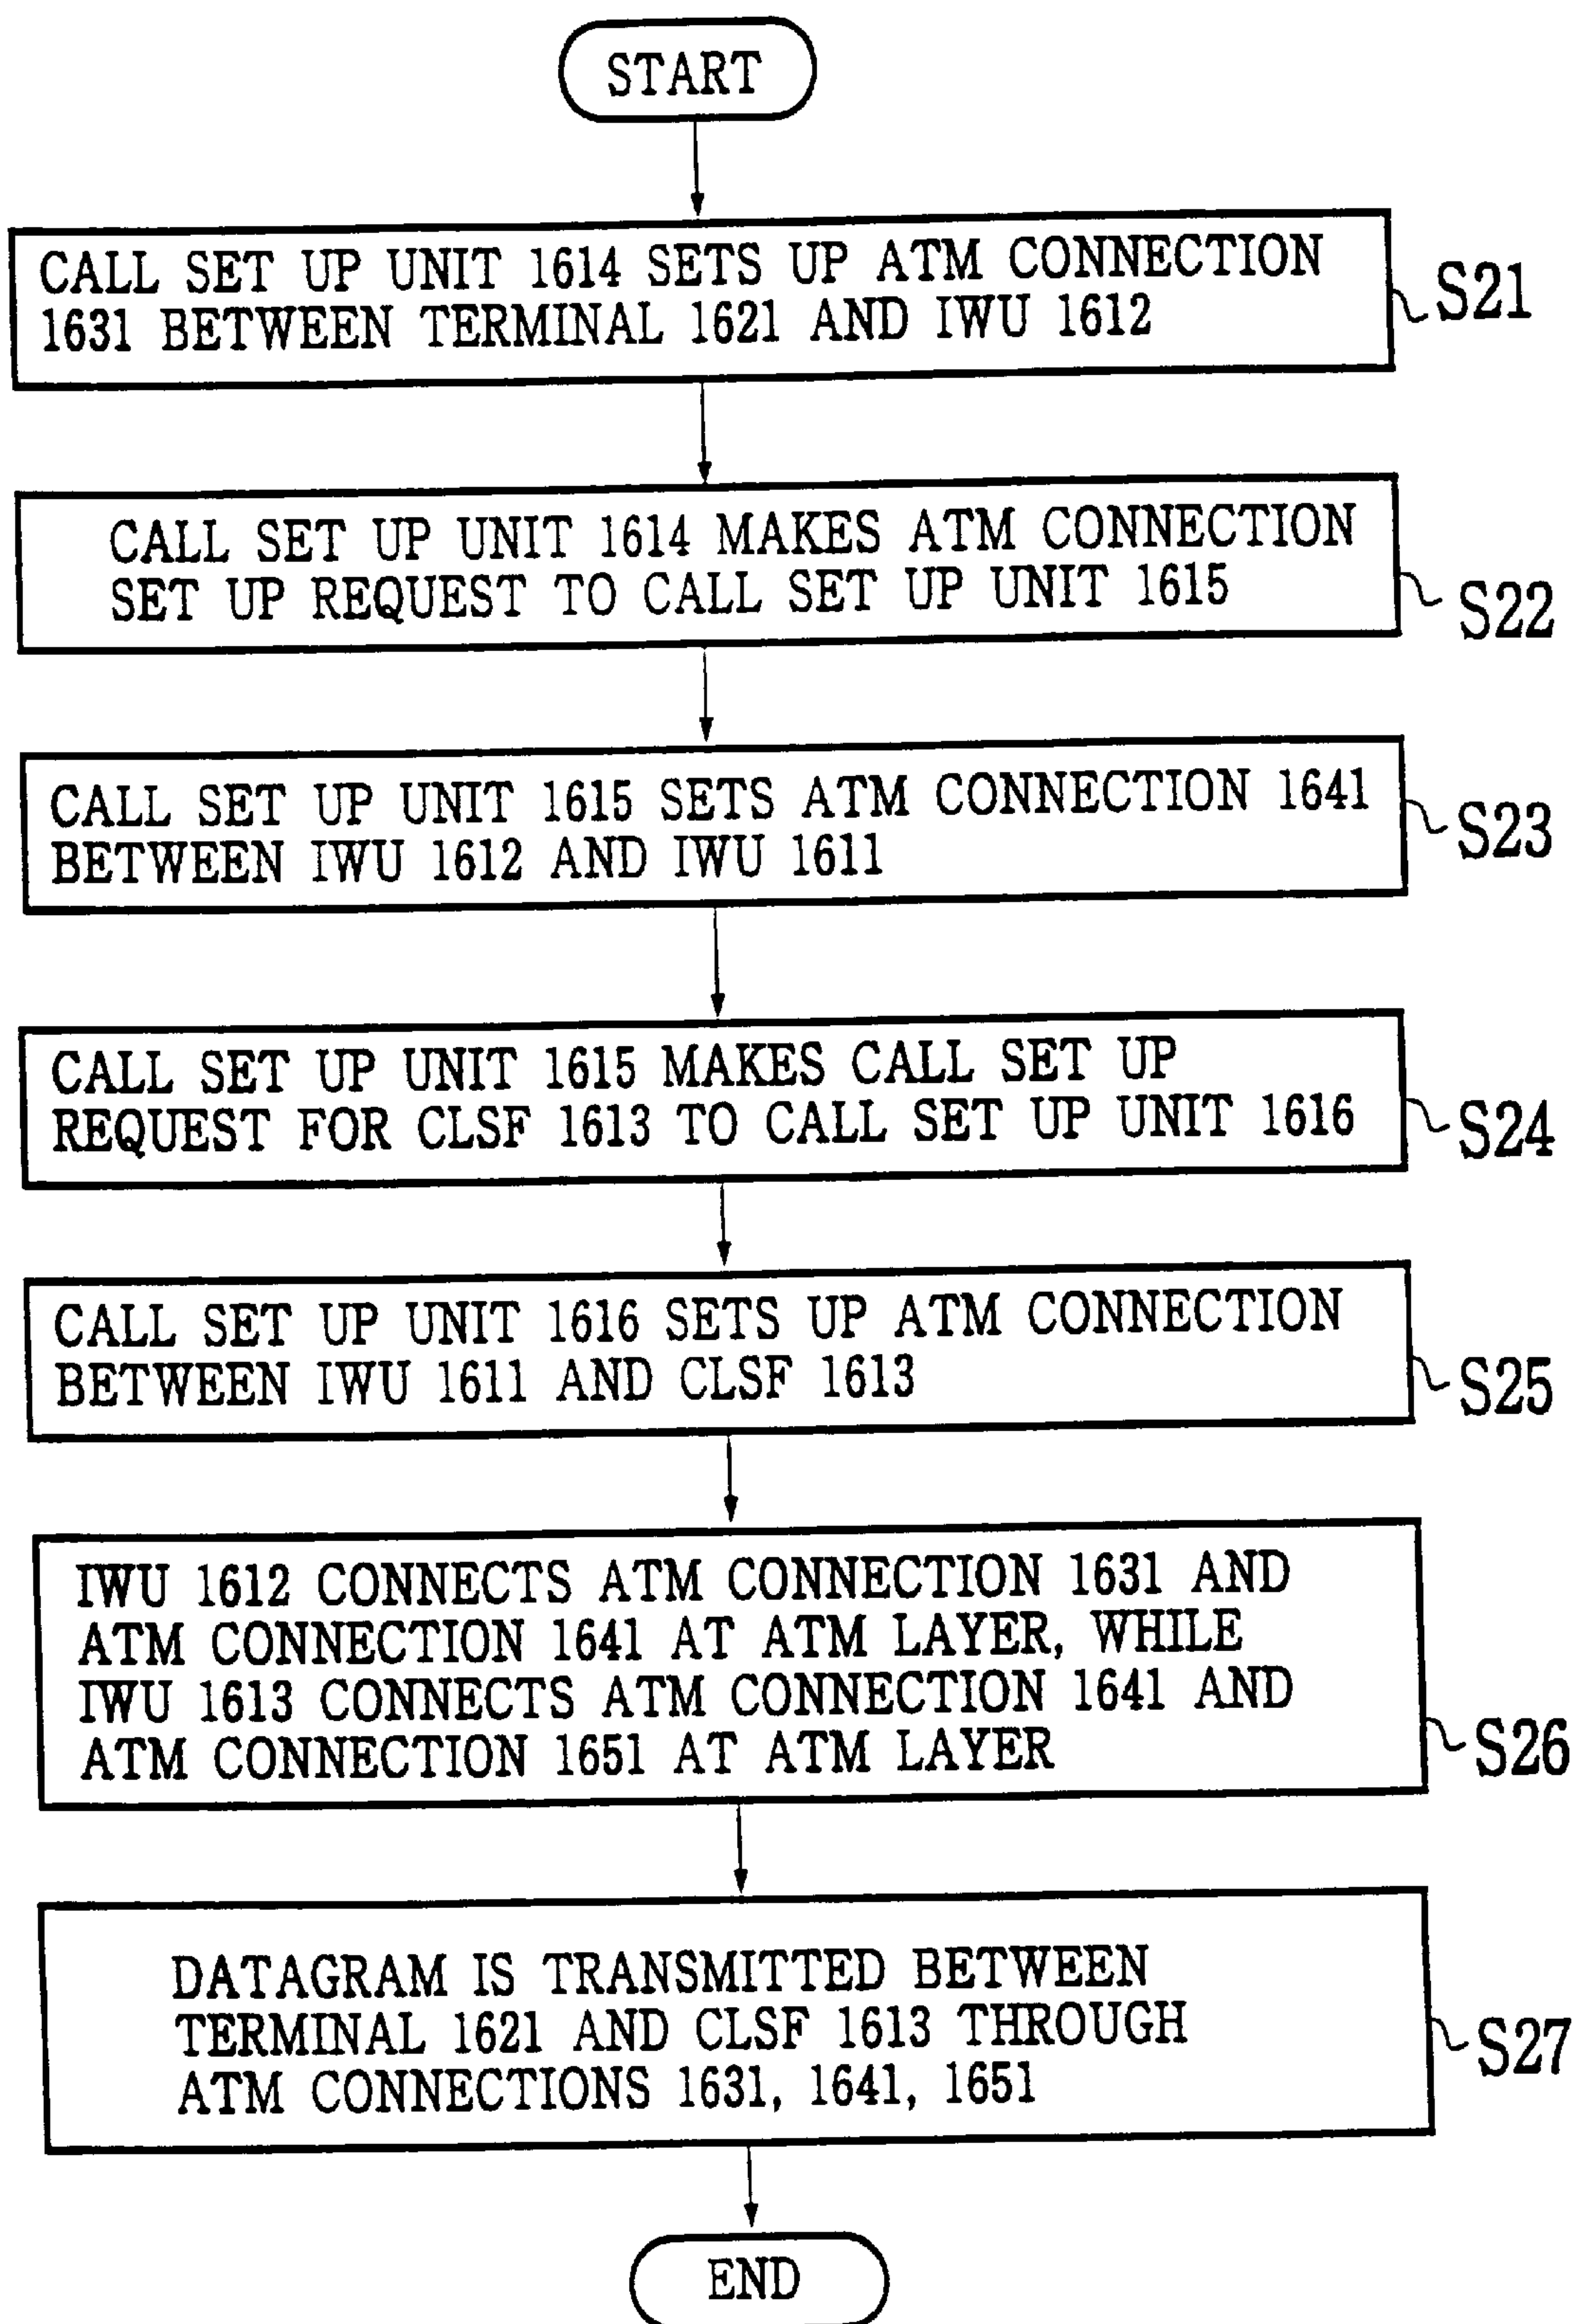 START
CALL SET UP UNIT 1614 SETS UP ATM CONNECTION
1631 BETWEEN TERMINAL 1621 AND IWU 1612
S21
CALL SET UP UNIT 1614 MAKES ATM CONNECTION
SET UP REQUEST TO CALL SET UP UNIT 1615
S22
CALL SET UP UNIT 1615 SETS ATM CONNECTION 1641
BETWEEN IWU 1612 AND IWU 1611
S23
CALL SET UP UNIT 1615 MAKES CALL SET UP
REQUEST FOR CLSF 1613 TO CALL SET UP UNIT 1616
S24
CALL SET UP UNIT 1616 SETS UP ATM CONNECTION
BETWEEN IWU 1611 AND CLSF 1613
S25
IWU 1612 CONNECTS ATM CONNECTION 1631 AND
ATM CONNECTION 1641 AT ATM LAYER, WHILE
IWU 1613 CONNECTS ATM CONNECTION 1641 AND
ATM CONNECTION 1651 AT ATM LAYER
S26
DATAGRAM IS TRANSMITTED BETWEEN
TERMINAL 1621 AND CLSF 1613 THROUGH
ATM CONNECTIONS 1631, 1641, 1651
S27
END